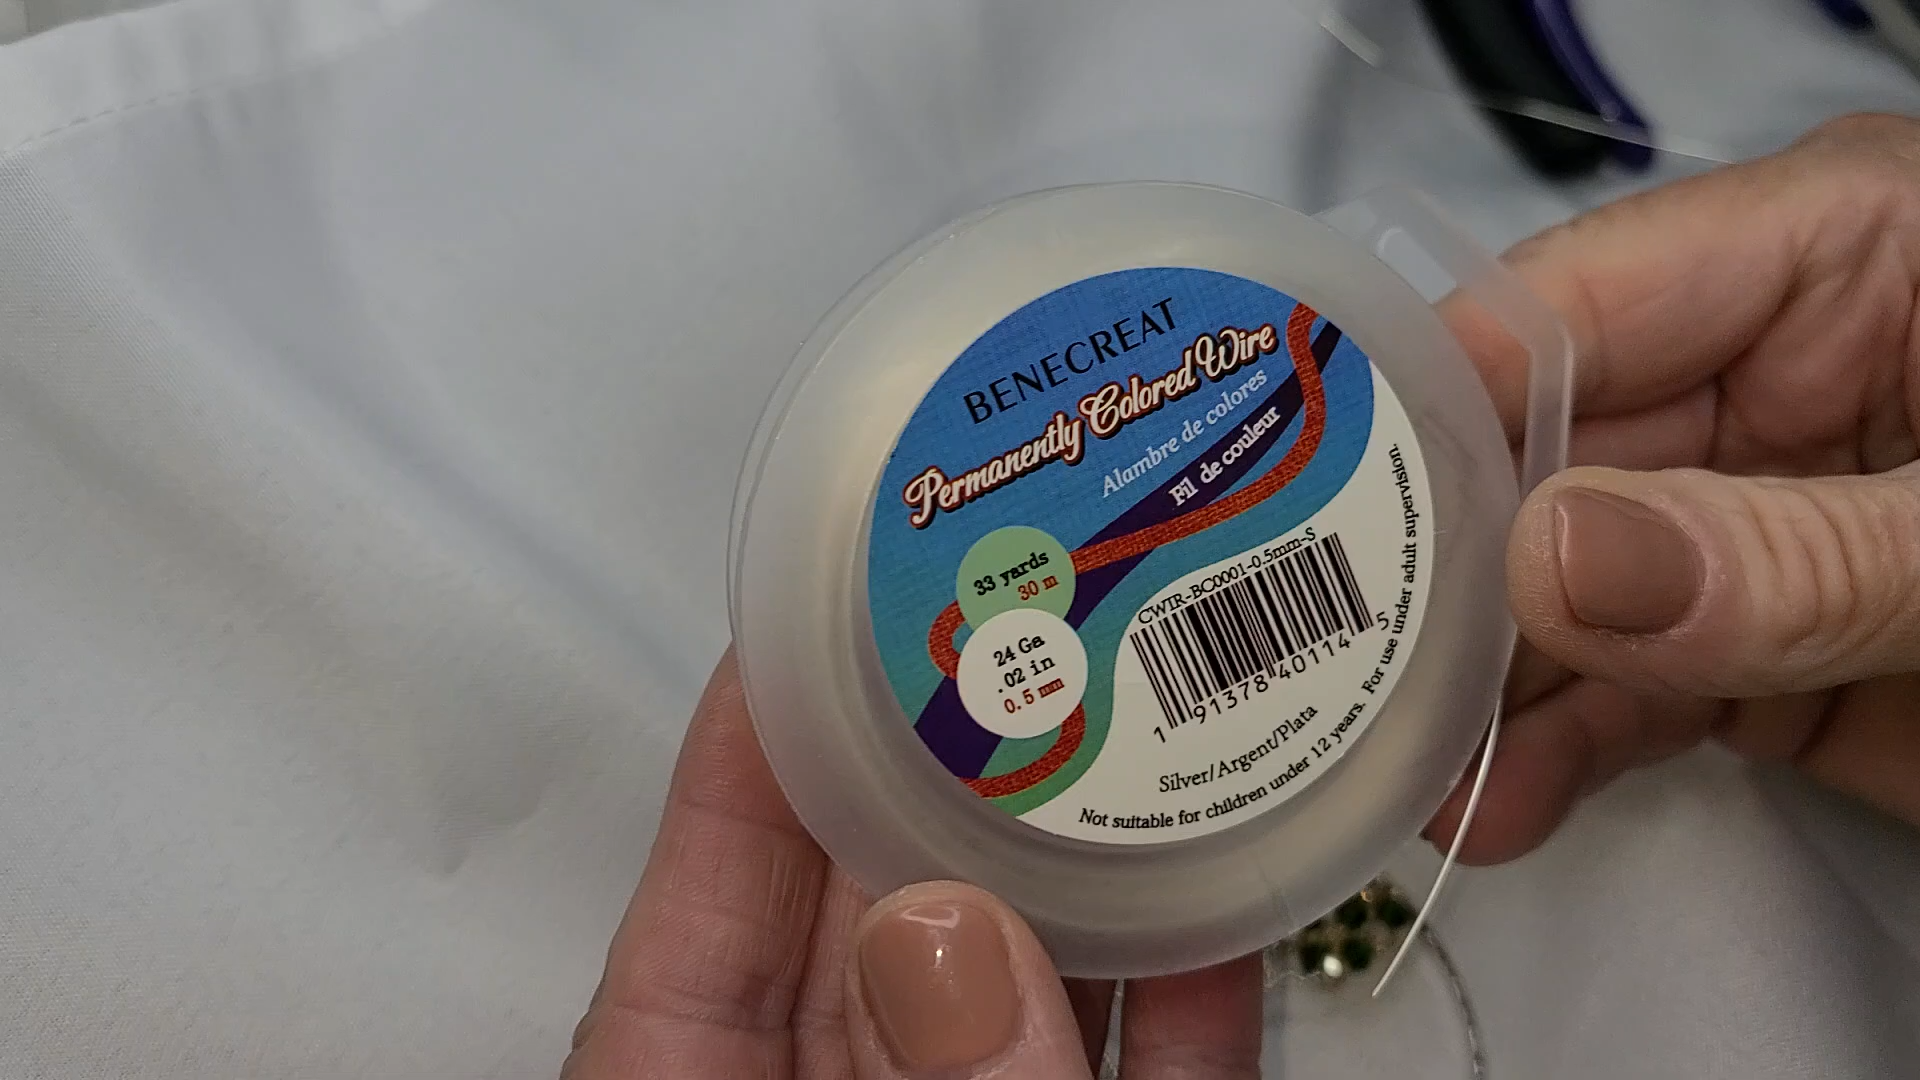 BENECREAT
Permanently Colored Wire
Alambre de colores
Fil de couleur
33 yards
30 m
24 Ga
.02 in
0.5 mm
CWIR-BC0001-0.5mm-S
1 91378 40114 5
Silver/Argent/Plata
Not suitable for children under 12 years. For use under adult supervision.